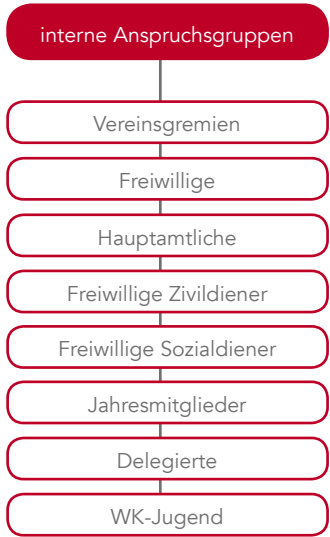 interne Anspruchsgruppen
Vereinsgremien
Freiwillige
Hauptamtliche
Freiwillige Zivildiener
Freiwillige Sozialdiener
Jahresmitglieder
Delegierte
WK-Jugend